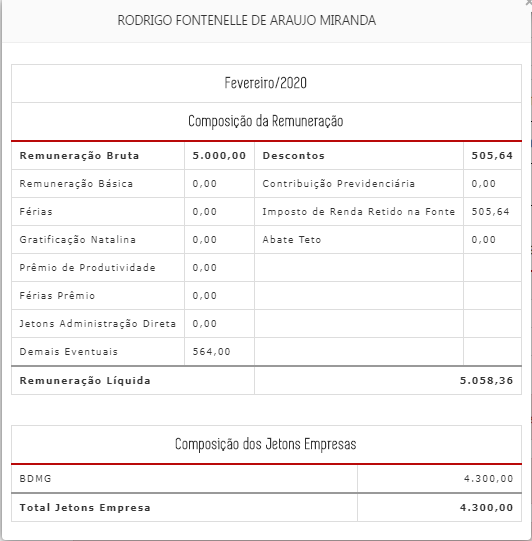 RODRIGO FONTENELLE DE ARAUJO MIRANDA
Fevereiro/2020
Composição da Remuneração
Remuneração Bruta 5.000,00 Descontos 505,64
Remuneração Básica 0,00 Contribuição Previdenciária 0,00
Férias 0,00 Imposto de Renda Retido na Fonte 505,64
Gratificação Natalina 0,00 Abate Teto 0,00
Prêmio de Produtividade 0,00
Férias Prêmio 0,00
Jetons Administração Direta 0,00
Demais Eventuais 564,00
Remuneração Líquida 5.058,36
Composição dos Jetons Empresas
BDMG 4.300,00
Total Jetons Empresa 4.300,00